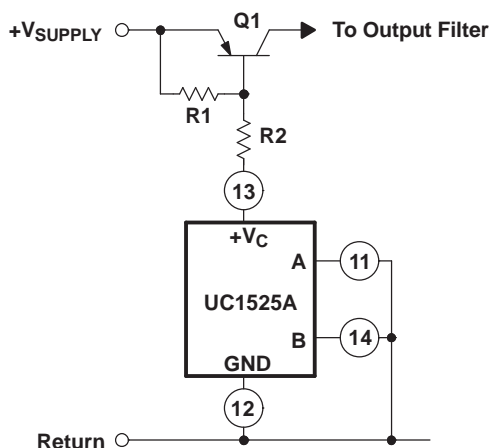 Q1
+VSUPPLY
To Output Filter
R1
R2
13
+VC
A
11
UC1525A
B
14
GND
12
Return